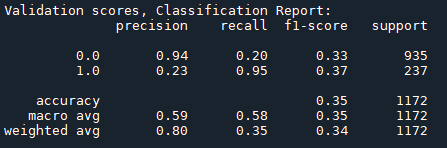 Validation scores, Classification Report:
precision recall f1-score support
0.0 0.94 0.20 0.33 935
1.0 0.23 0.95 0.37 237
accuracy 0.35 1172
macro avg 0.59 0.58 0.35 1172
weighted avg 0.80 0.35 0.34 1172